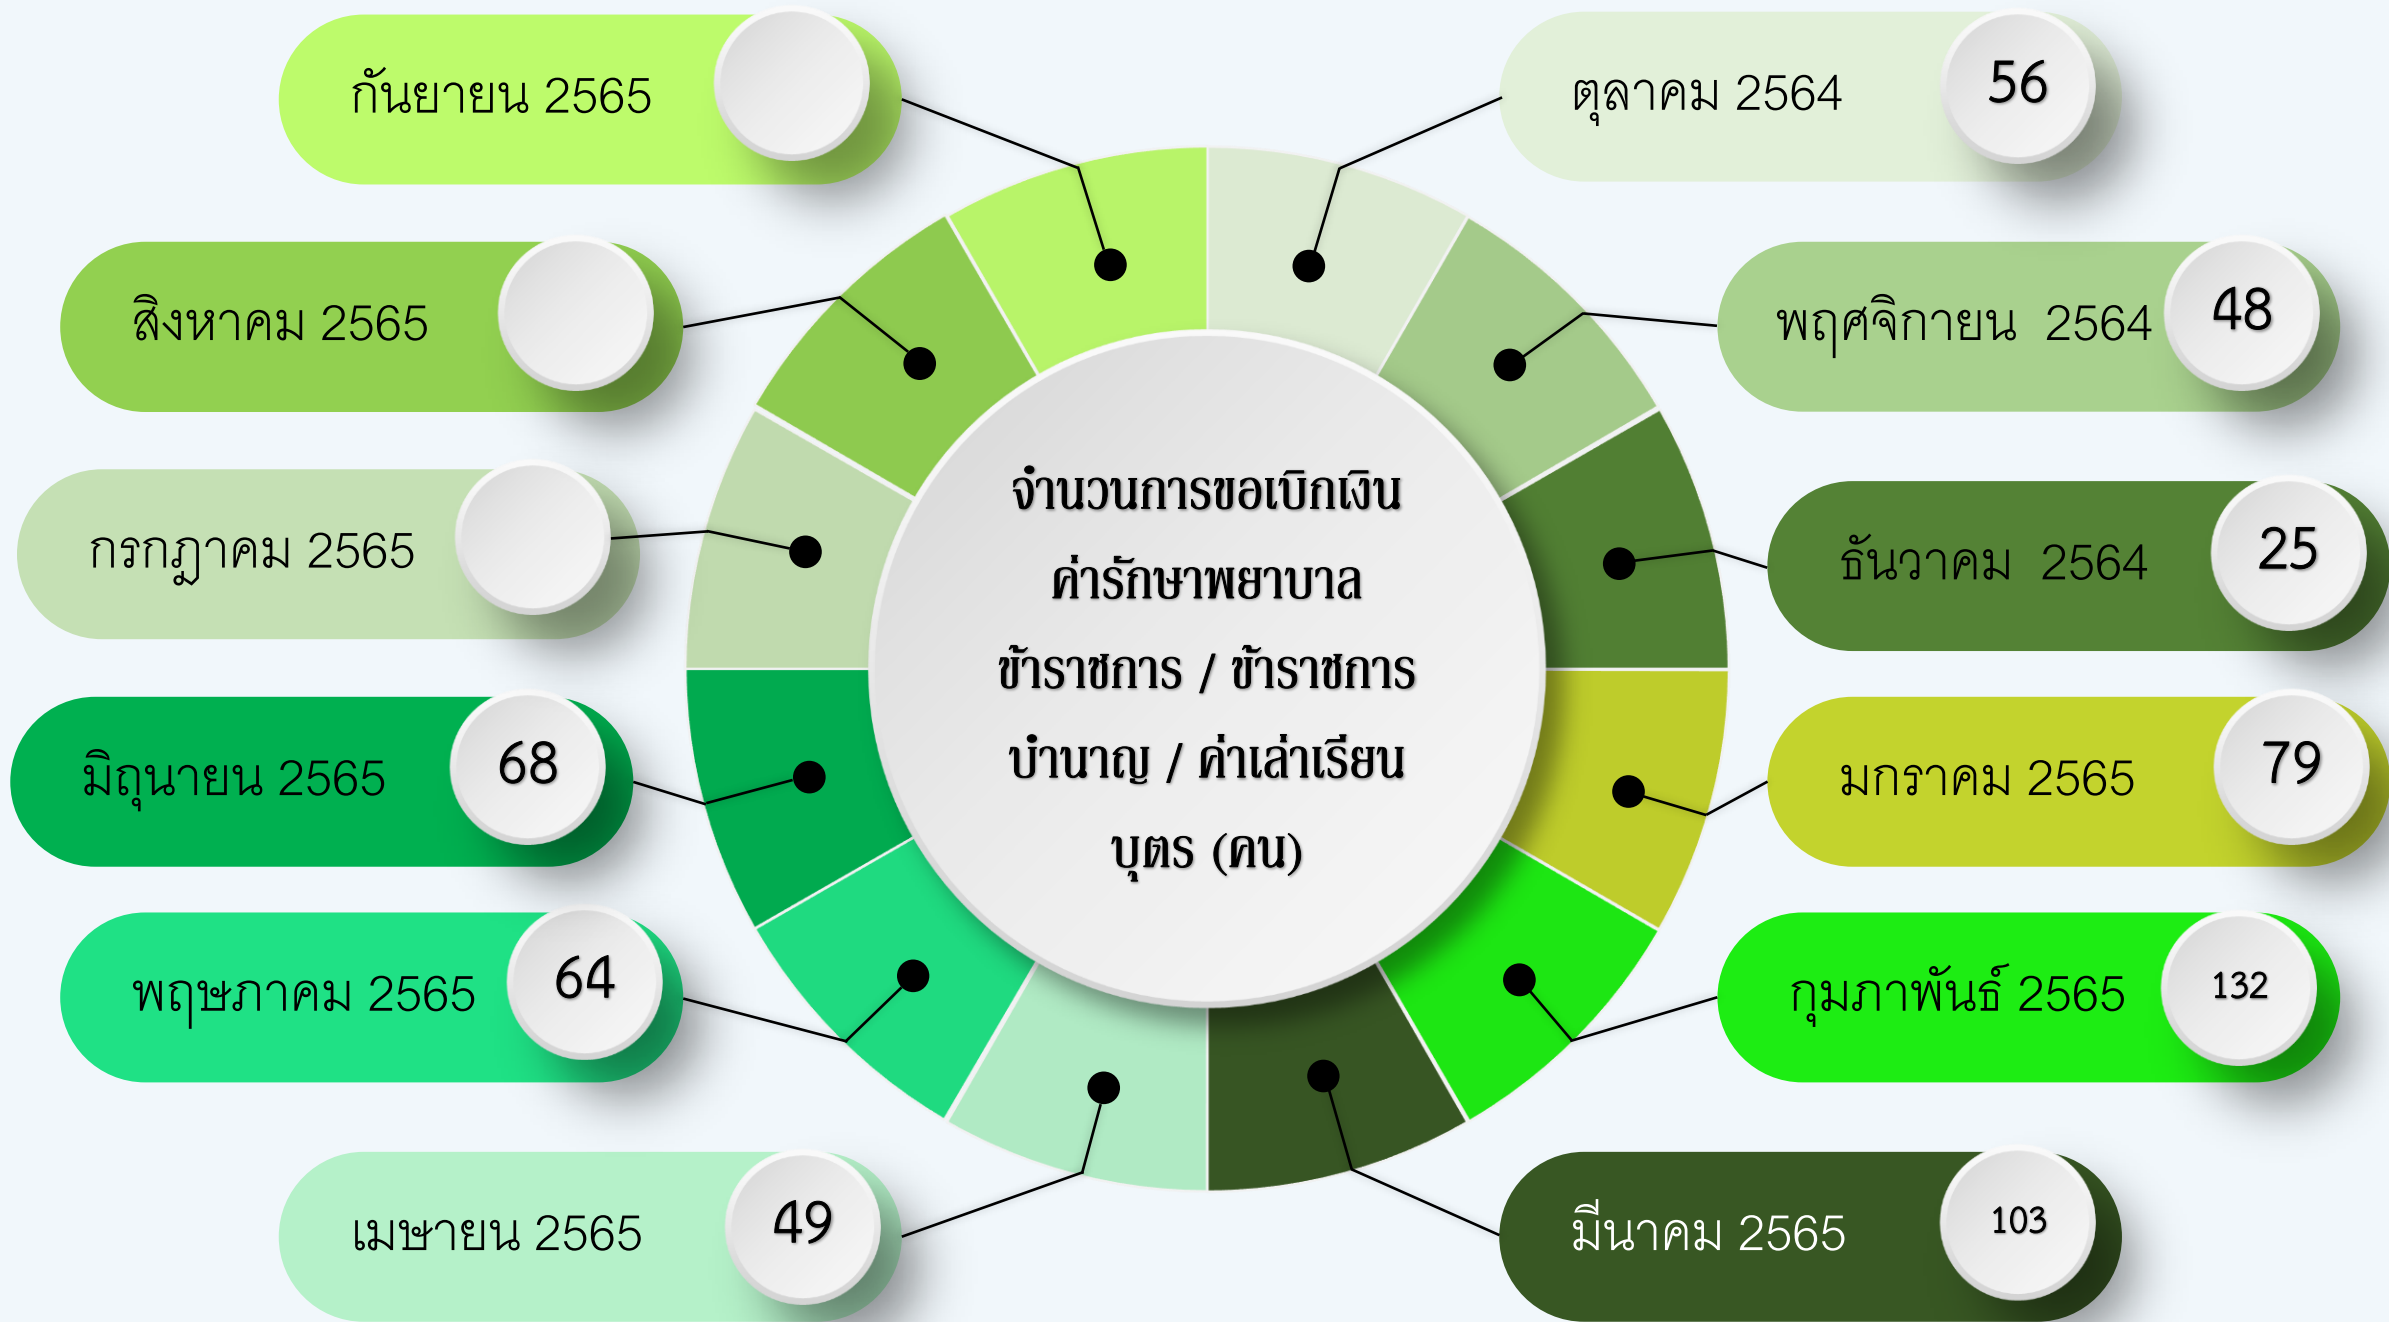 จำนวนการขอเบิกเงิน
ค่ารักษาพยาบาล
ข้าราชการ / ข้าราชการ
บำนาญ / ค่าเล่าเรียน
บุตร (คน)
ตุลาคม 2564 56
พฤศจิกายน 2564 48
ธันวาคม 2564 25
มกราคม 2565 79
กุมภาพันธ์ 2565 132
มีนาคม 2565 103
เมษายน 2565 49
พฤษภาคม 2565 64
มิถุนายน 2565 68
กรกฎาคม 2565
สิงหาคม 2565
กันยายน 2565